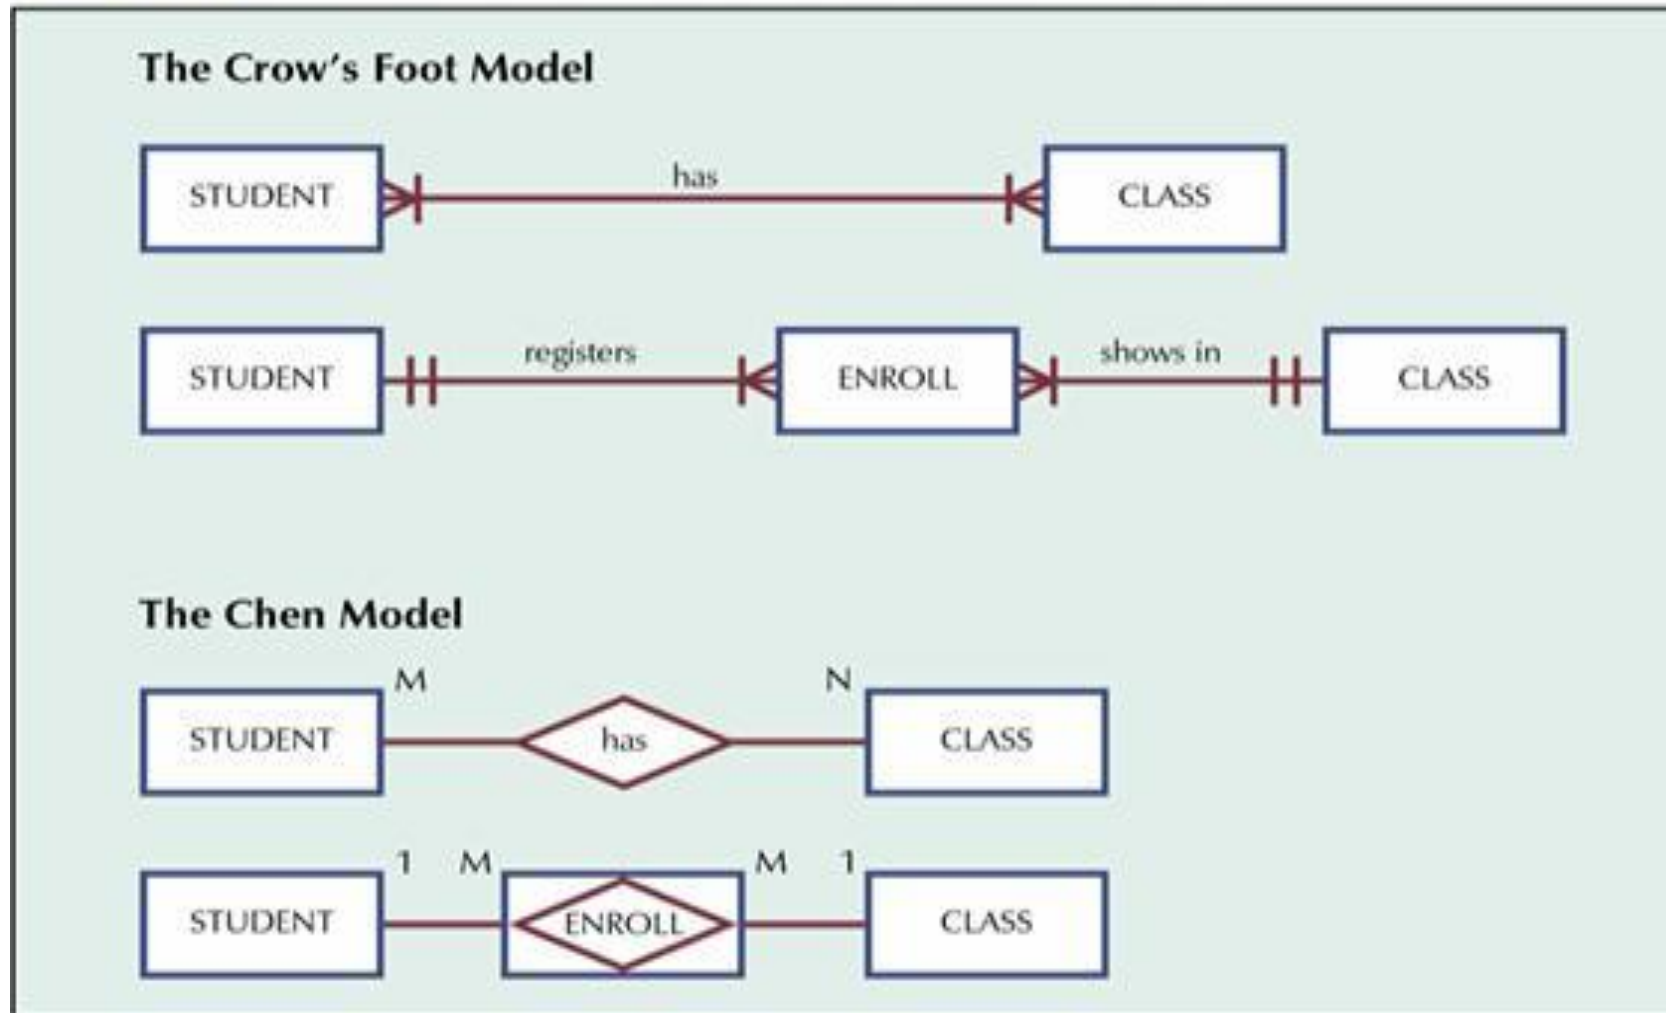 The Crow's Foot Model
STUDENT has CLASS
STUDENT registers ENROLL shows in CLASS
The Chen Model
M N
STUDENT has CLASS
1 M M 1
STUDENT ENROLL CLASS